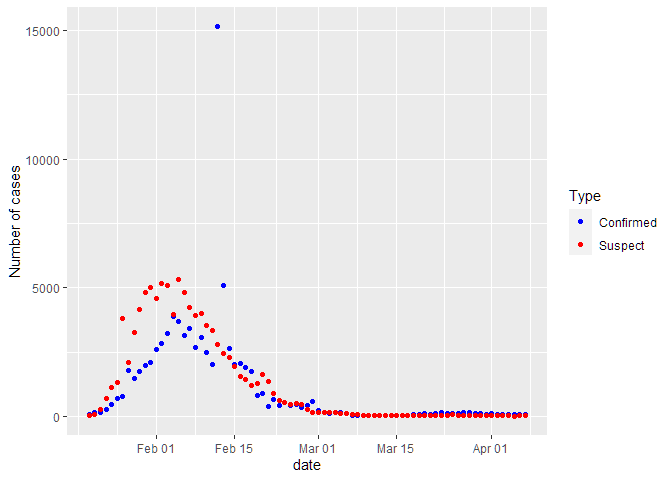 15000
10000
5000
0
Number of cases
Feb 01 Feb 15 Mar 01 Mar 15 Apr 01
date
Type
Confirmed
Suspect